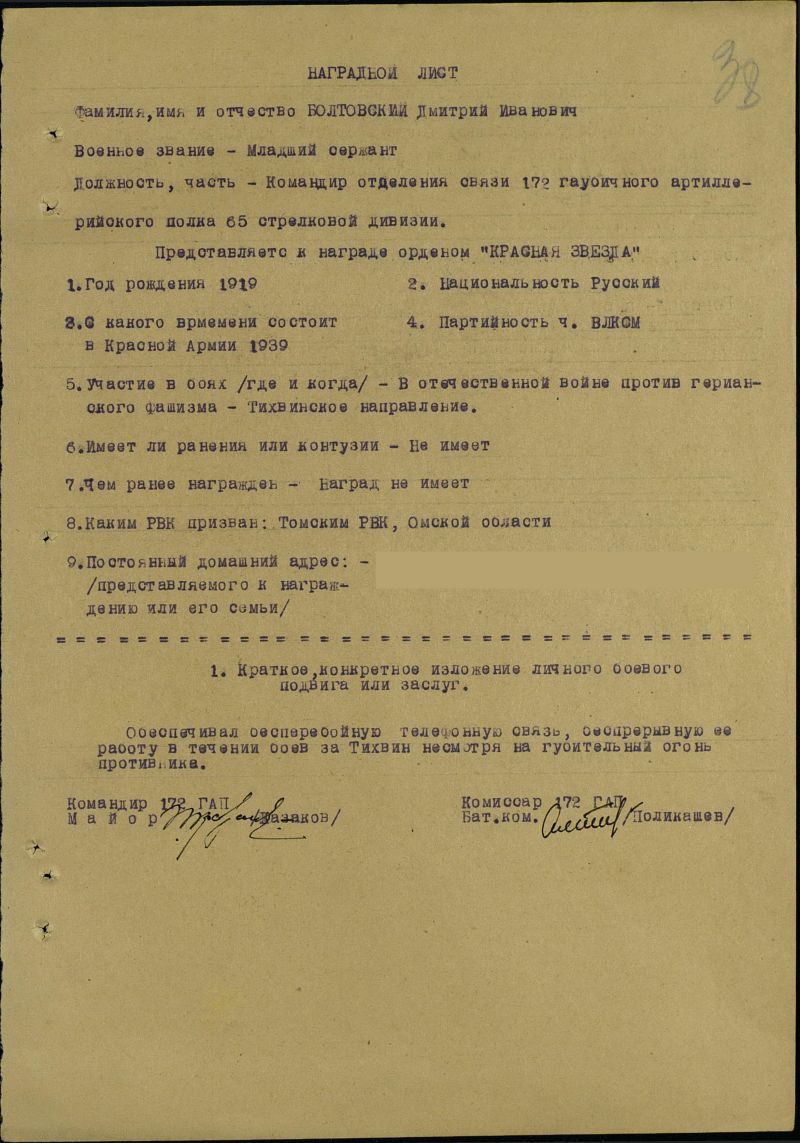 38
НАГРАДНОЙ ЛИСТ
Фамилия,имя и отчество БОЛТОВСКИЙ Дмитрий Иванович
Военное звание - Младший сержант
Должность, часть - Командир отделения связи 172 гаубичного артилле-
рийского полка 65 стрелковой дивизии.
Представляетс к награде орденом "КРАСНАЯ ЗВЕЗДА"
1.Год рождения 1919 2. Национальность Русский
3.С какого врмемени состоит 4. Партийность ч. ВЛКСМ
в Красной Армии 1939
5.Участие в боях /где и когда/ - В отечественной войне против герман-
ского фашизма - Тихвинское направление.
6.Имеет ли ранения или контузии - Не имеет
7.Чем ранее награжден - Наград не имеет
8.Каким РВК призван: Томским РВК, Омской области
9.Постоянный домашний адрес: -
/представляемого к награж-
дению или его семьи/
= = = = = = = = = = = = = = = = = = = = = = = = = = = = = = = = = =
1. Краткое,конкретное изложение личного боевого
подвига или заслуг.
Обеспечивал бесперебойную телефонную связь, беспрерывную ее
работу в течении боев за Тихвин несмотря на губительный огонь
противника.
Командир 172 ГАП Комиссар 172 ГАП
М а й о р /Казаков/ Бат.ком. /Поликашев/